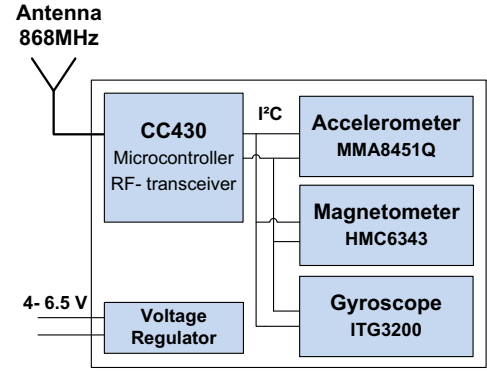 Antenna
868MHz
CC430
Microcontroller
RF- transceiver
I²C
Accelerometer
MMA8451Q
Magnetometer
HMC6343
Gyroscope
ITG3200
4- 6.5 V
Voltage
Regulator